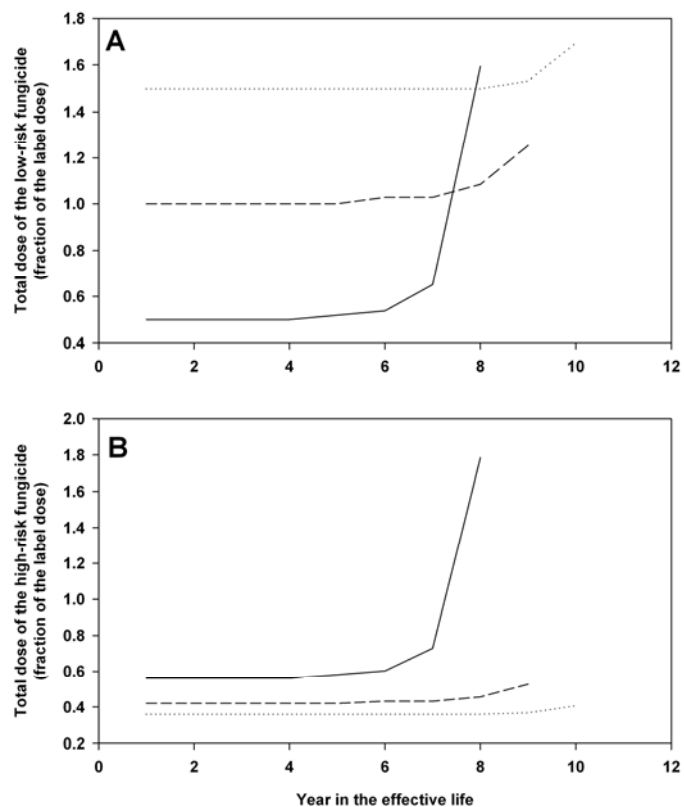 A
Total dose of the low-risk fungicide
(fraction of the label dose)
1.8
1.6
1.4
1.2
1.0
0.8
0.6
0.4
0 2 4 6 8 10 12
B
Total dose of the high-risk fungicide
(fraction of the label dose)
2.0
1.8
1.6
1.4
1.2
1.0
0.8
0.6
0.4
0.2
0 2 4 6 8 10 12
Year in the effective life